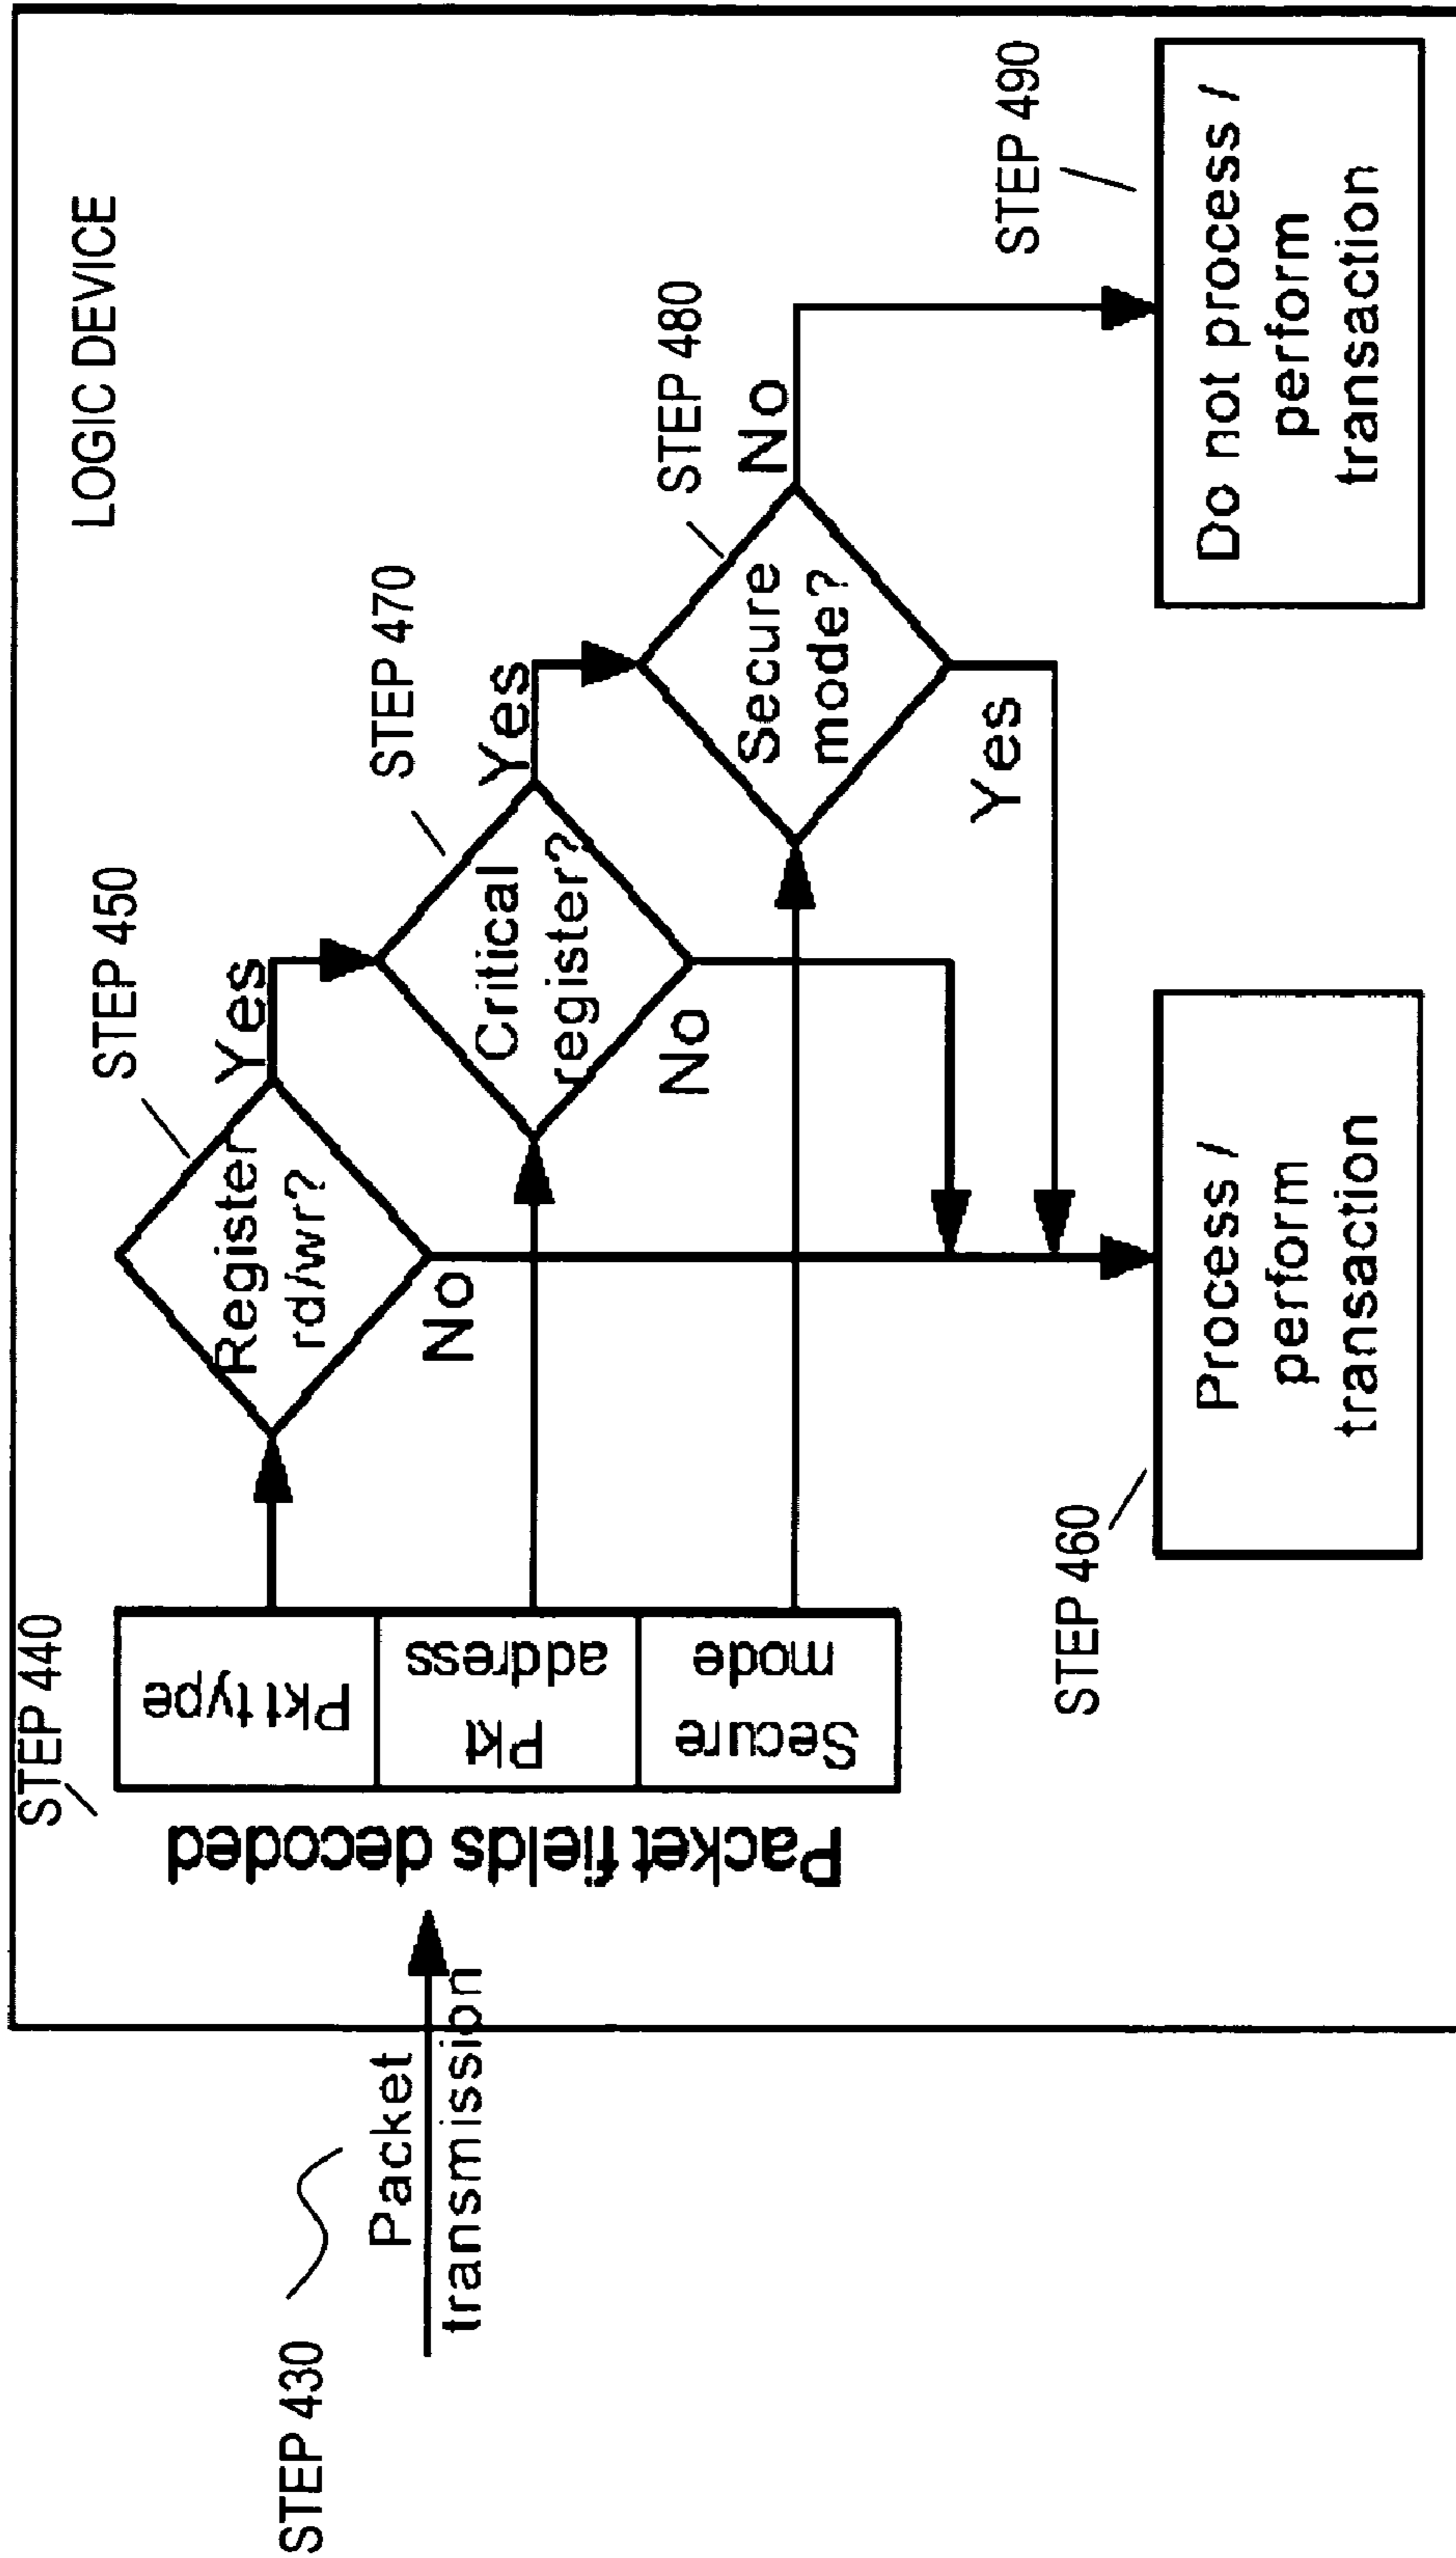 LOGIC DEVICE
STEP 430
Packet
transmission
STEP 440
Packet fields decoded
Pkt type
Pkt
address
Secure
mode
STEP 450
Register
rd/wr?
Yes
No
STEP 470
Critical
register?
Yes
No
STEP 480
Secure
mode?
No
Yes
STEP 460
Process /
perform
transaction
STEP 490
Do not process /
perform
transaction